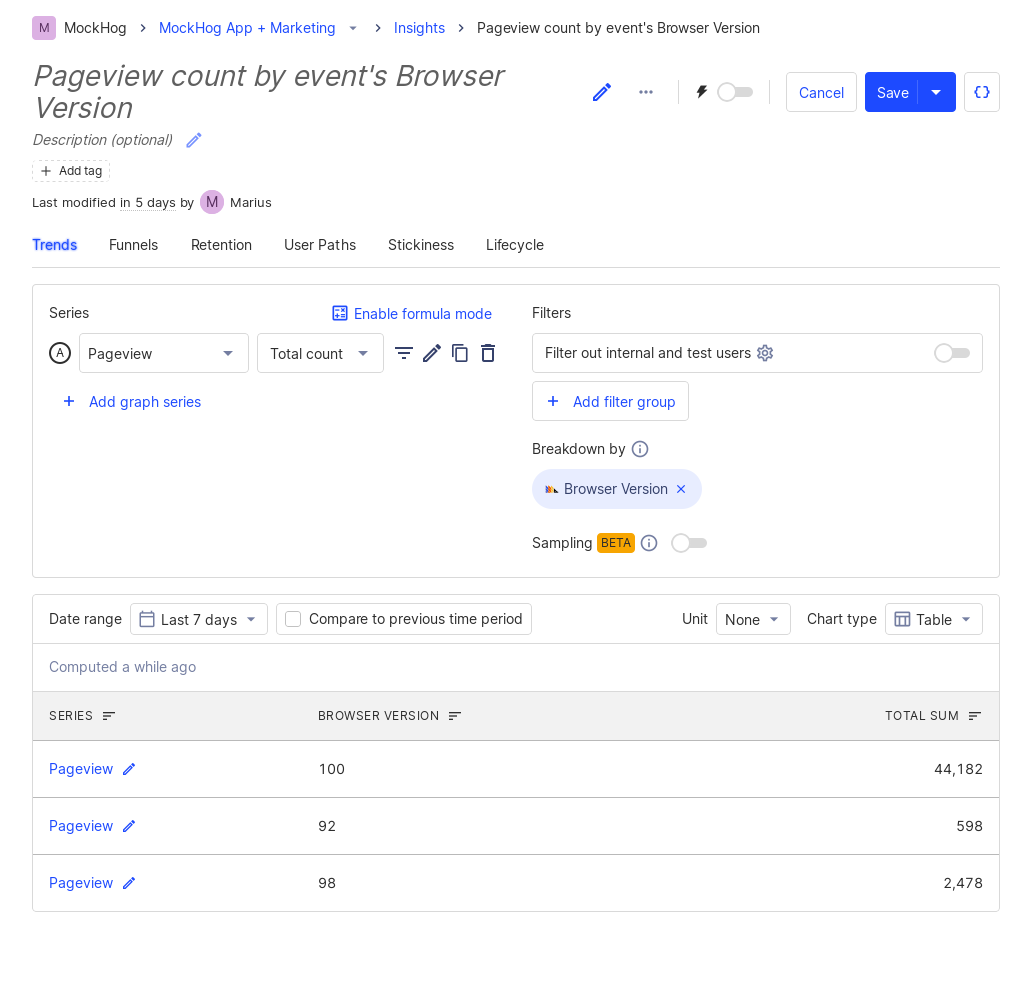 M MockHog MockHog App + Marketing Insights Pageview count by event's Browser Version
Pageview count by event's Browser
Version
Cancel Save
Description (optional)
Add tag
Last modified in 5 days by M Marius
Trends Funnels Retention User Paths Stickiness Lifecycle
Series Enable formula mode
A Pageview Total count
Add graph series
Filters
Filter out internal and test users
Add filter group
Breakdown by
Browser Version
Sampling BETA
Date range Last 7 days Compare to previous time period Unit None Chart type Table
Computed a while ago
SERIES BROWSER VERSION TOTAL SUM
Pageview 100 44,182
Pageview 92 598
Pageview 98 2,478